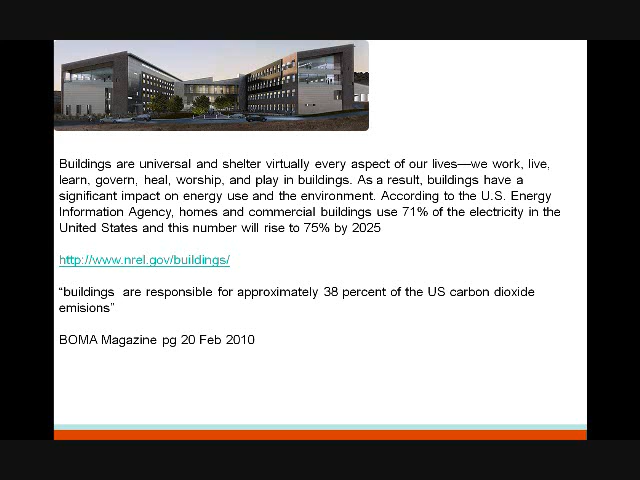 Buildings are universal and shelter virtually every aspect of our lives—we work, live,
learn, govern, heal, worship, and play in buildings. As a result, buildings have a
significant impact on energy use and the environment. According to the U.S. Energy
Information Agency, homes and commercial buildings use 71% of the electricity in the
United States and this number will rise to 75% by 2025
http://www.nrel.gov/buildings/
“buildings  are responsible for approximately 38 percent of the US carbon dioxide
emisions”
BOMA Magazine pg 20 Feb 2010